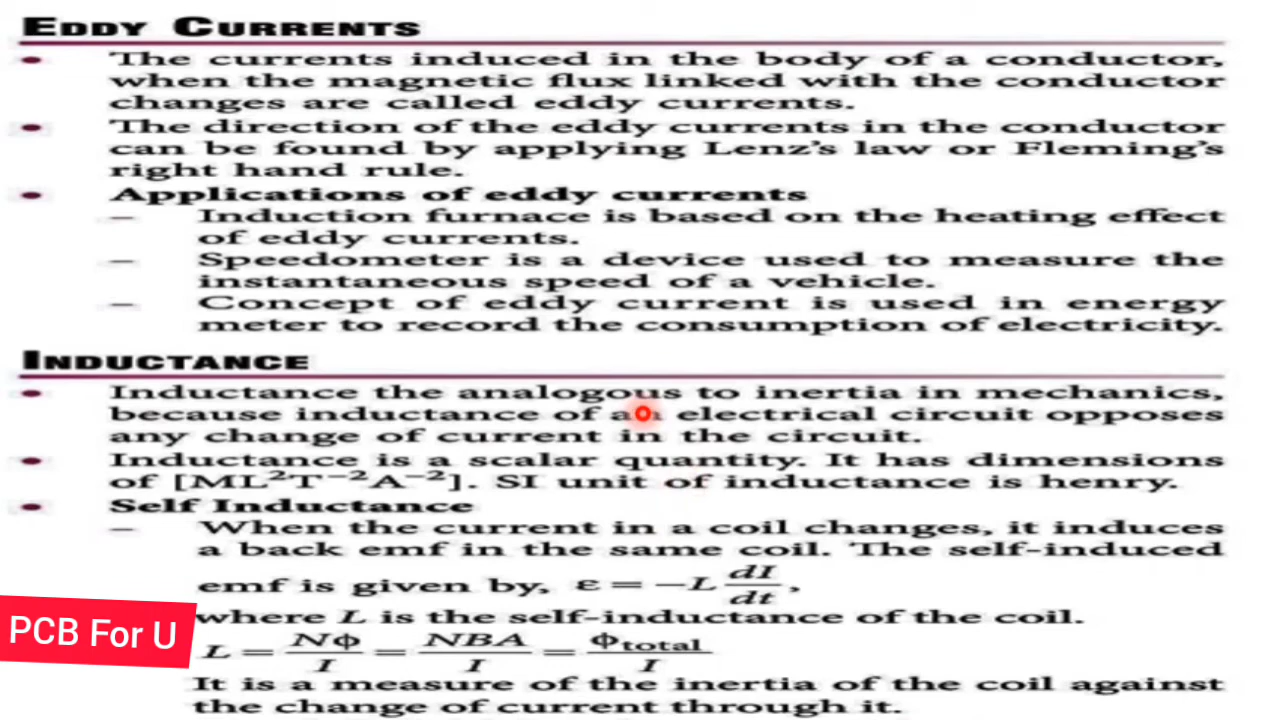 EDDY CURRENTS
• The currents induced in the body of a conductor,
when the magnetic flux linked with the conductor
changes are called eddy currents.
• The direction of the eddy currents in the conductor
can be found by applying Lenz's law or Fleming's
right hand rule.
• Applications of eddy currents
– Induction furnace is based on the heating effect
of eddy currents.
– Speedometer is a device used to measure the
instantaneous speed of a vehicle.
– Concept of eddy current is used in energy
meter to record the consumption of electricity.
INDUCTANCE
• Inductance the analogous to inertia in mechanics,
because inductance of an electrical circuit opposes
any change of current in the circuit.
• Inductance is a scalar quantity. It has dimensions
of [ML²T⁻²A⁻²]. SI unit of inductance is henry.
• Self Inductance
– When the current in a coil changes, it induces
a back emf in the same coil. The self-induced
emf is given by, ε = −L dI/dt,
where L is the self-inductance of the coil.
L = Nϕ/I = NBA/I = ϕtotal/I
It is a measure of the inertia of the coil against
the change of current through it.
PCB For U